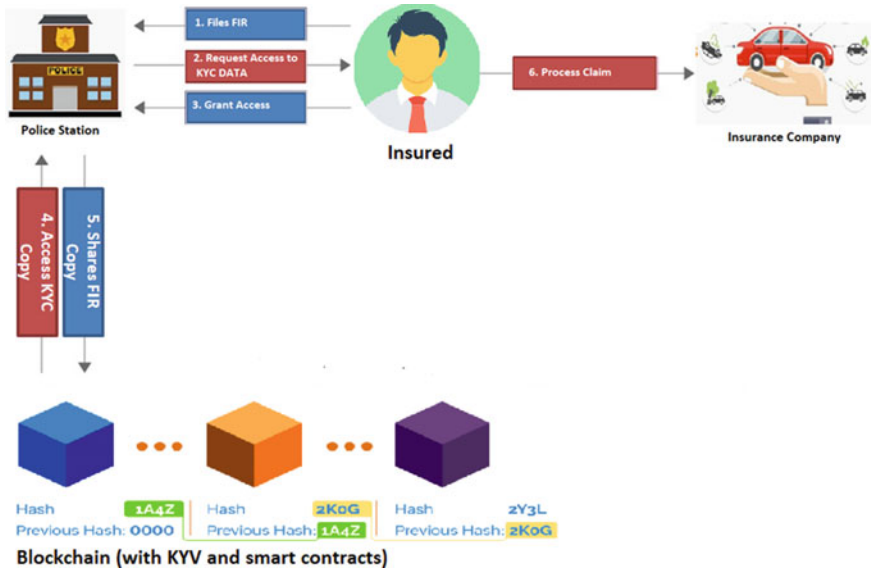 1. Files FIR
2. Request Access to
KYC DATA
3. Grant Access
6. Process Claim
POLICE
Police Station
Insured
Insurance Company
4. Access KYC
Copy
5. Shares FIR
Copy
Hash 1A4Z
Previous Hash: 0000
Hash 2K0G
Previous Hash: 1A4Z
Hash 2Y3L
Previous Hash: 2K0G
Blockchain (with KYV and smart contracts)